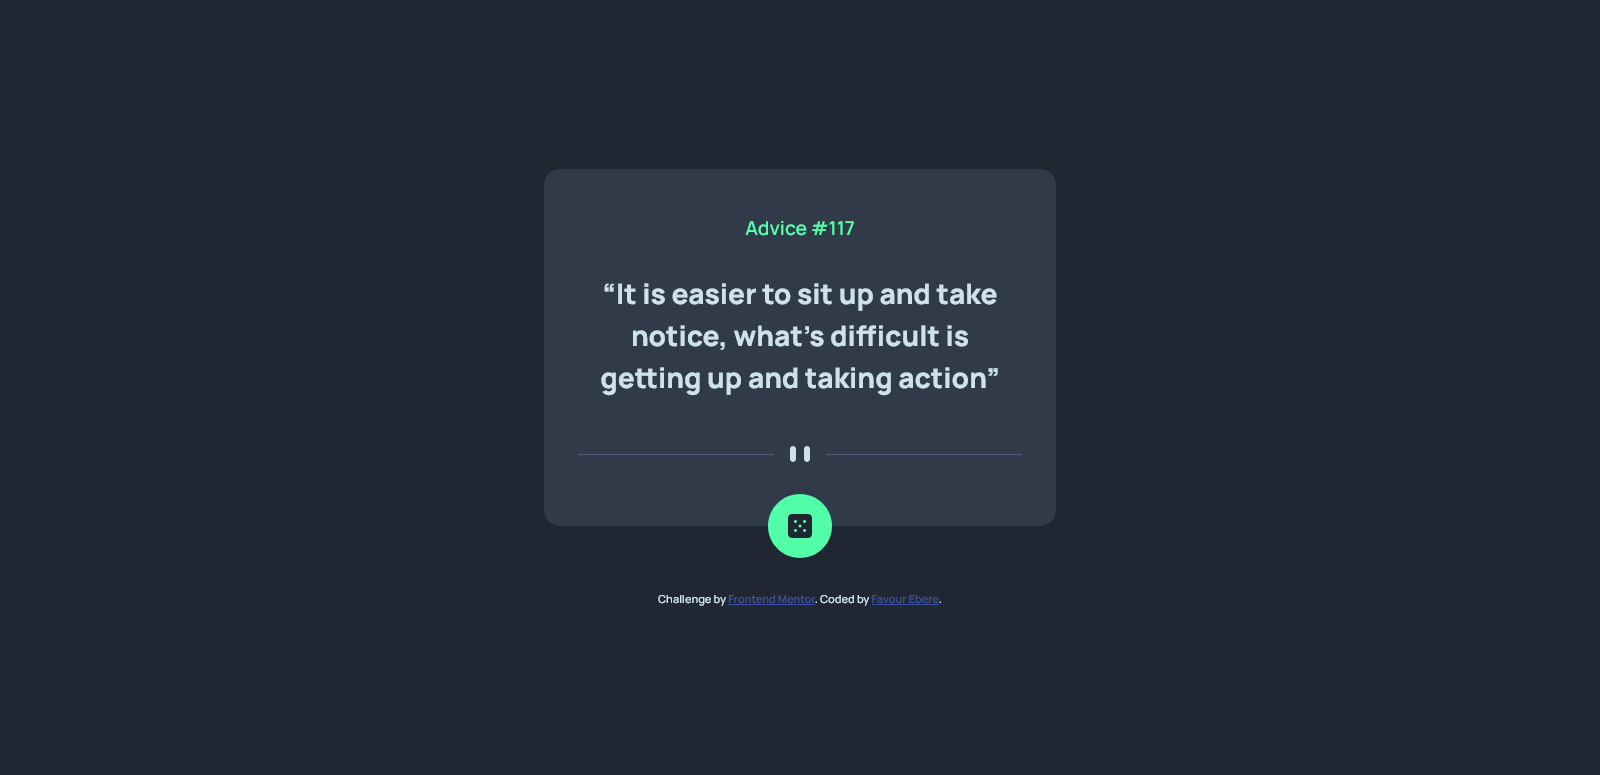 Advice #117
“It is easier to sit up and take
notice, what’s difficult is
getting up and taking action”
Challenge by Frontend Mentor. Coded by Favour Ebere.